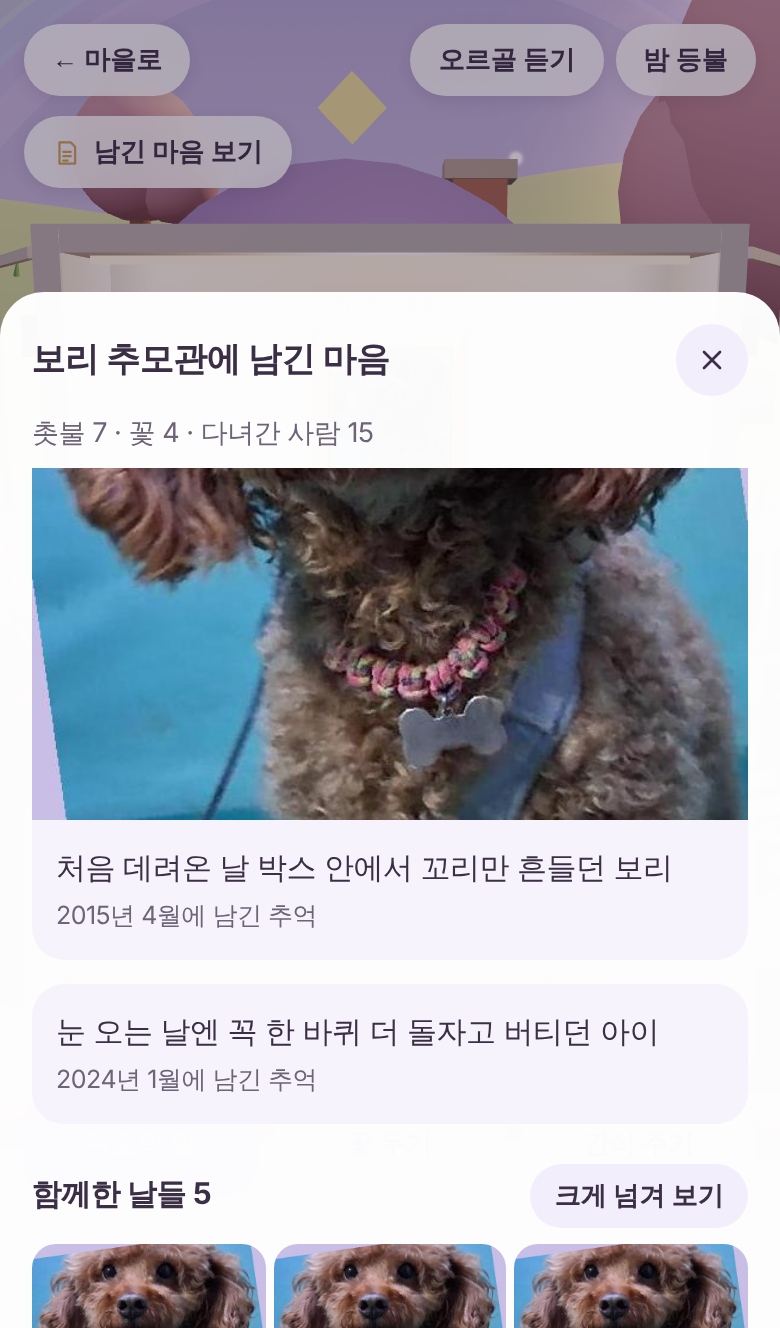 ← 마을로
오르골 듣기
밤 등불
남긴 마음 보기
보리 추모관에 남긴 마음
촛불 7 · 꽃 4 · 다녀간 사람 15
처음 데려온 날 박스 안에서 꼬리만 흔들던 보리
2015년 4월에 남긴 추억
눈 오는 날엔 꼭 한 바퀴 더 돌자고 버티던 아이
2024년 1월에 남긴 추억
함께한 날들 5
크게 넘겨 보기